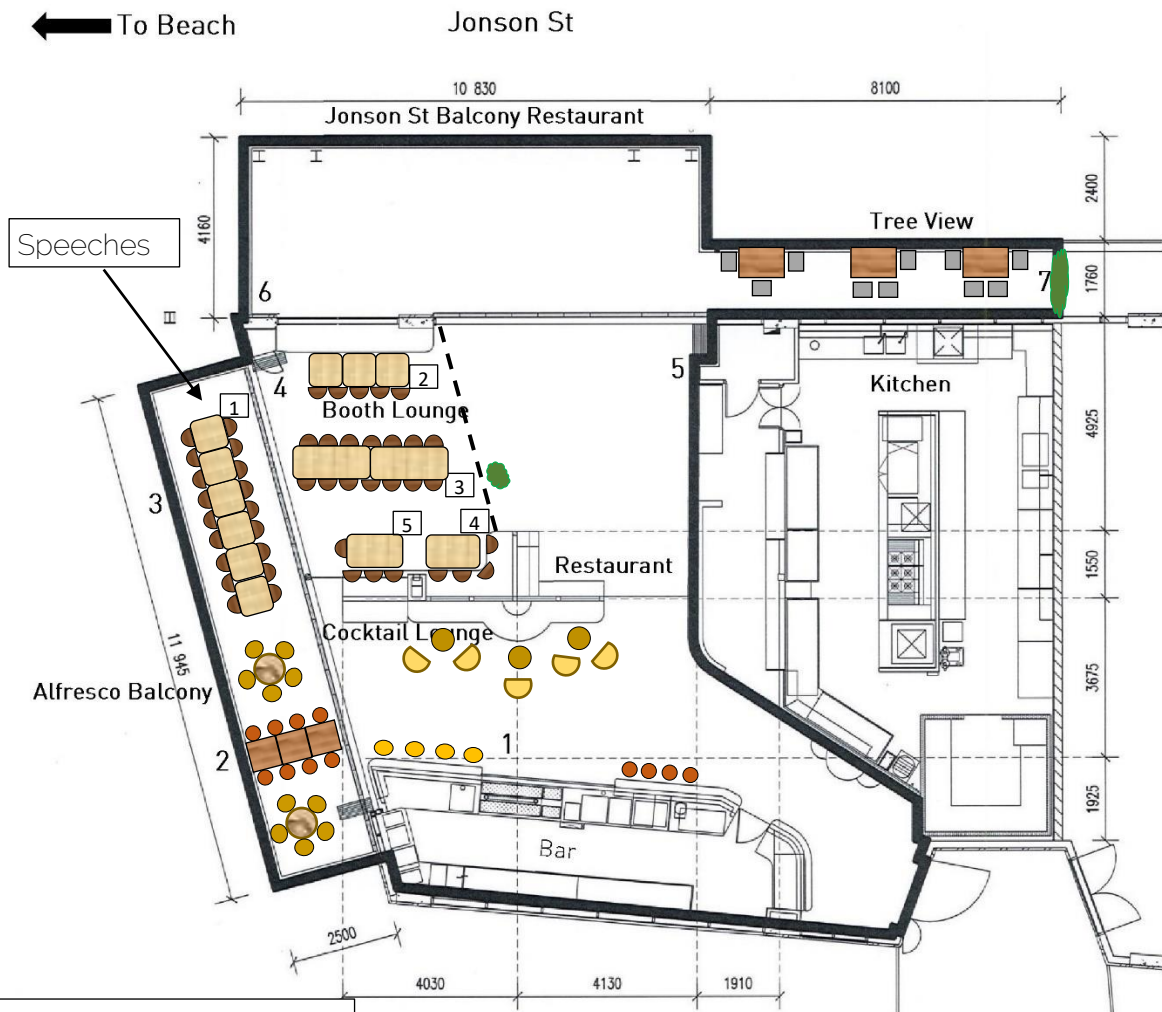 To Beach
Jonson St
10 830
8100
Jonson St Balcony Restaurant
4160
2400
Speeches
Tree View
6
7
1760
4
2
5
Kitchen
1
Booth Lounge
4925
3
3
5
4
Restaurant
1550
Cocktail Lounge
11 945
3675
Alfresco Balcony
2
1
1925
Bar
2500
4030
4130
1910